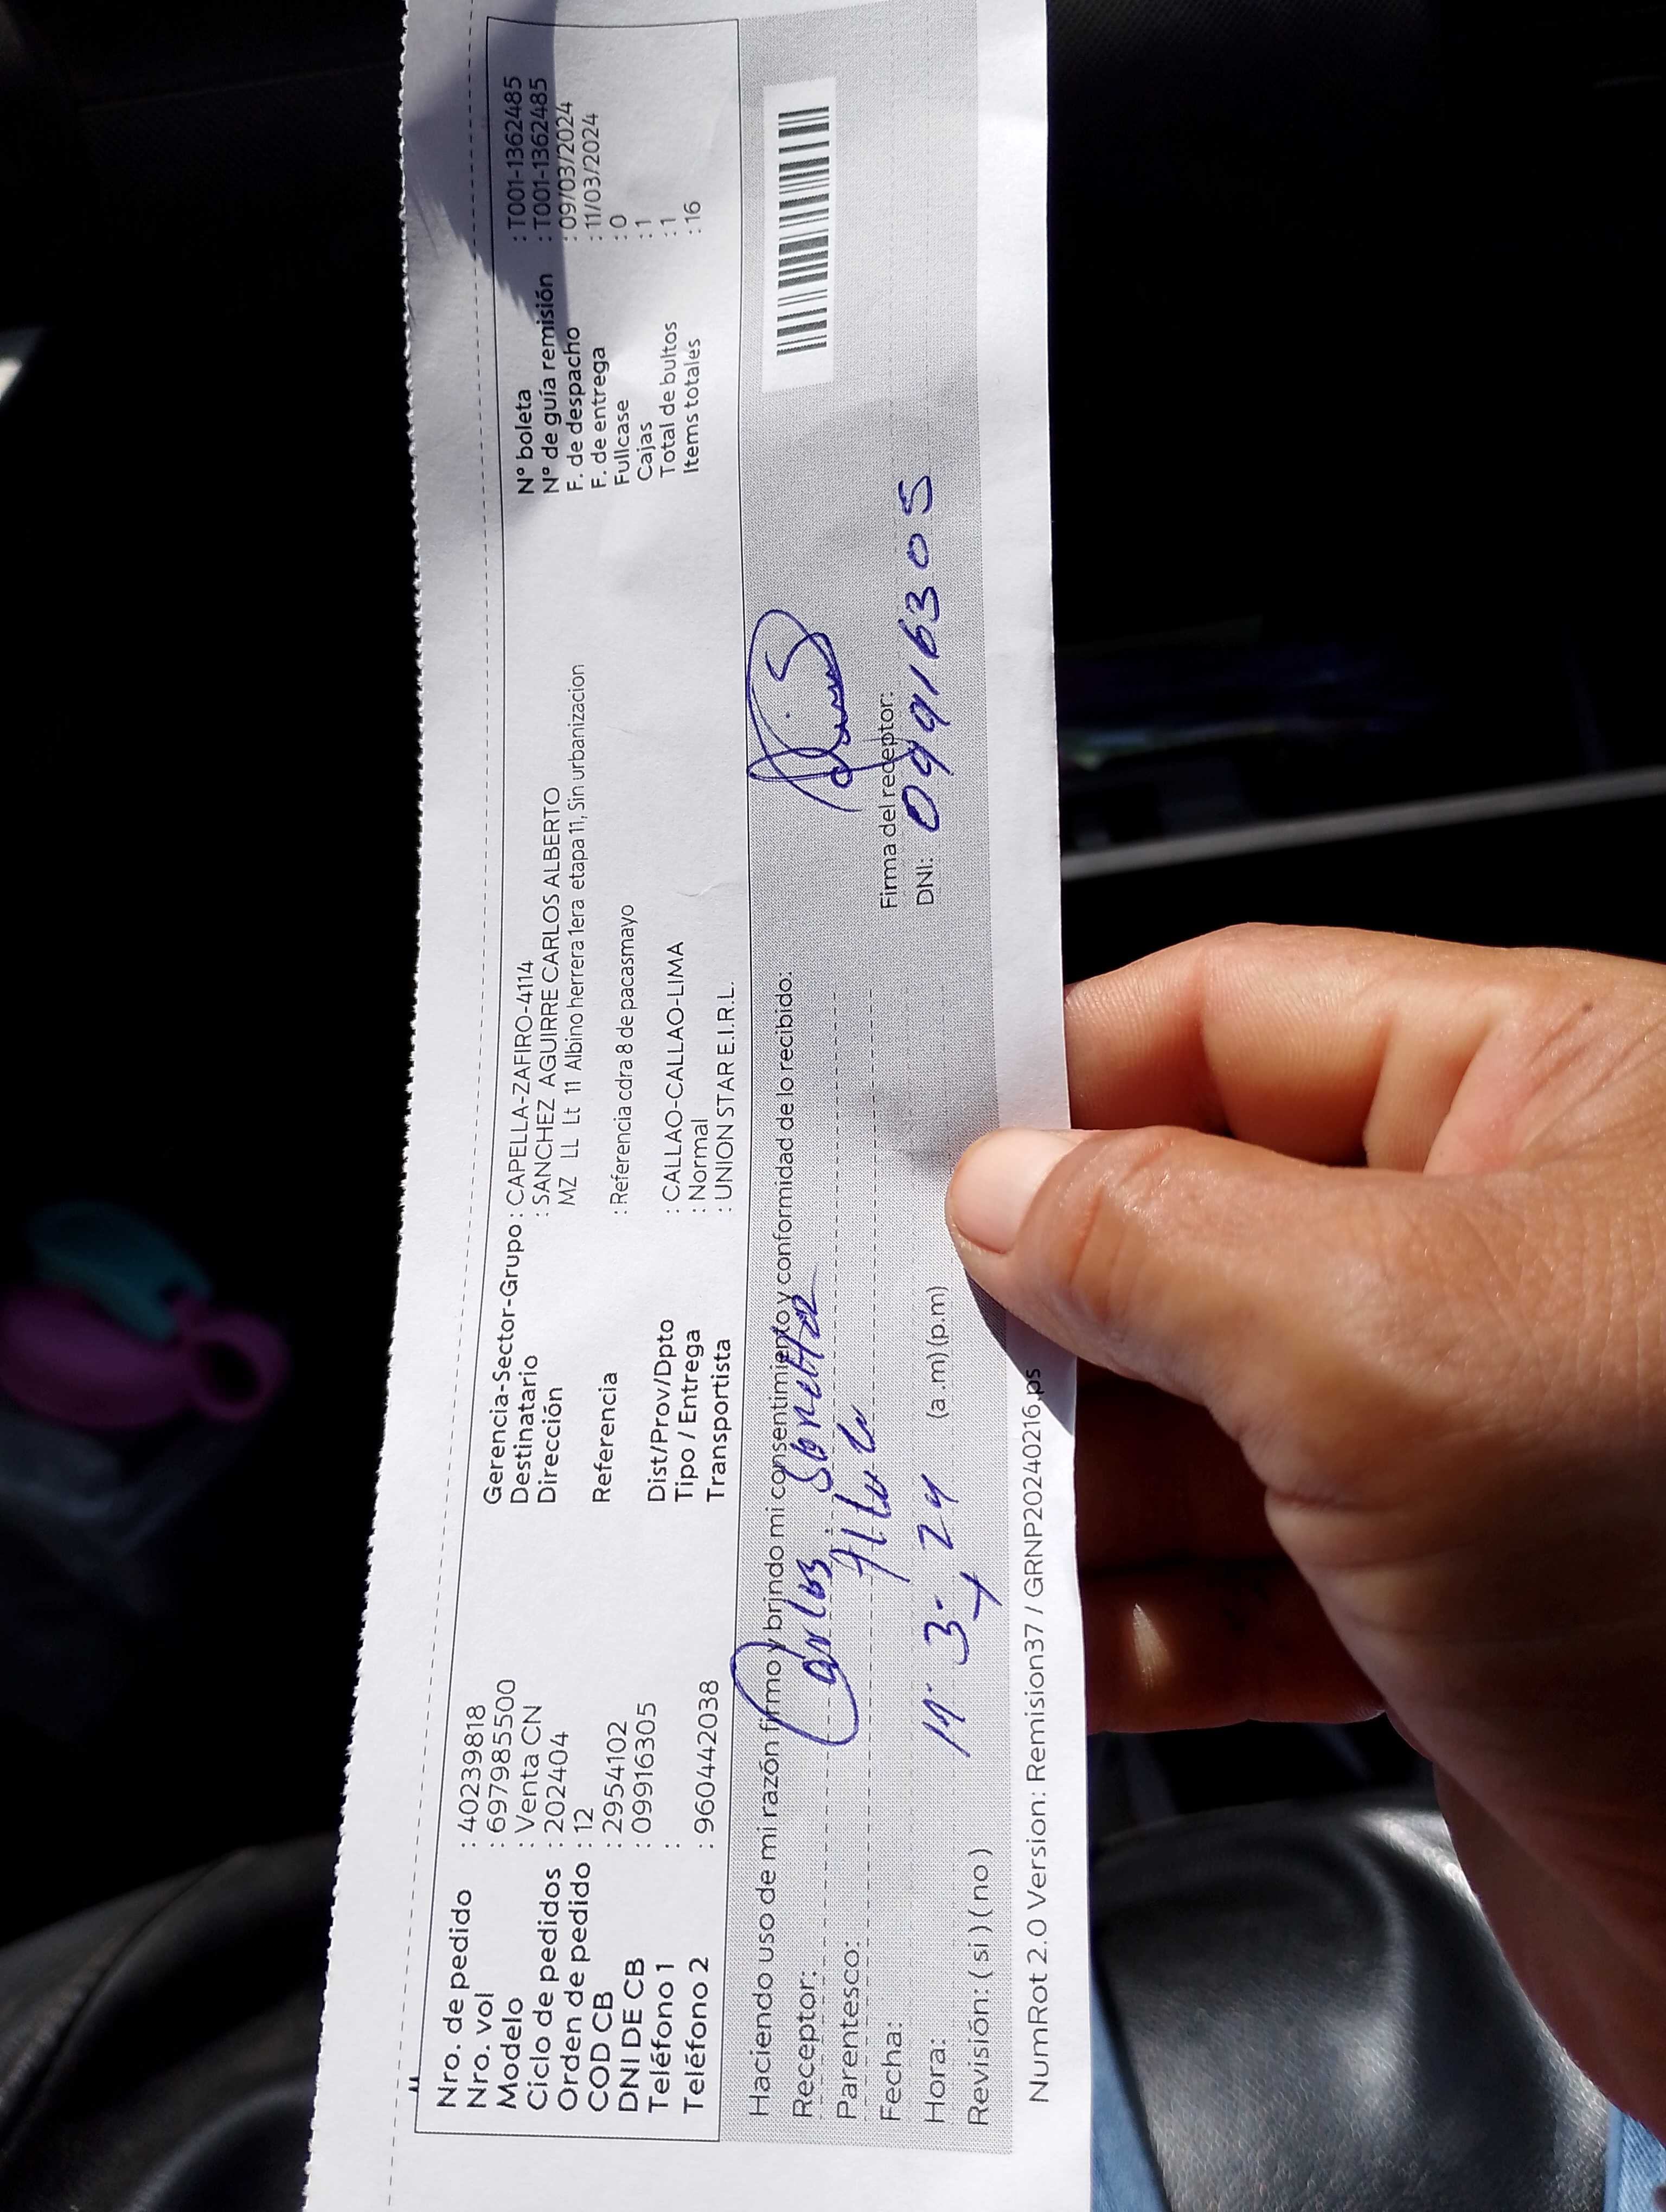 Nro. de pedido : 40239818
Nro. vol : 697985500
Modelo : Venta CN
Ciclo de pedidos : 202404
Orden de pedido : 12
COD CB : 2954102
DNI DE CB : 09916305
Teléfono 1 :
Teléfono 2 : 960442038
Gerencia-Sector-Grupo : CAPELLA-ZAFIRO-4114
Destinatario : SANCHEZ AGUIRRE CARLOS ALBERTO
Dirección MZ LL Lt 11 Albino herrera 1era etapa 11, Sin urbanizacion
Referencia : Referencia cdra 8 de pacasmayo
Dist/Prov/Dpto : CALLAO-CALLAO-LIMA
Tipo / Entrega : Normal
Transportista : UNION STAR E.I.R.L.
N° boleta : T001-1362485
N° de guía remisión : T001-1362485
F. de despacho : 09/03/2024
F. de entrega : 11/03/2024
Fullcase : 0
Cajas : 1
Total de bultos : 1
Items totales : 16
Haciendo uso de mi razón firmo y brindo mi consentimiento y conformidad de lo recibido:
Receptor: Carlos
Parentesco:
Fecha: 11. 3. 24
Hora: (a.m) (p.m)
Revisión: ( si ) ( no )
Firma del receptor:
DNI: 09916305
NumRot 2.0 Version: Remision37 / GRNP20240216.ps